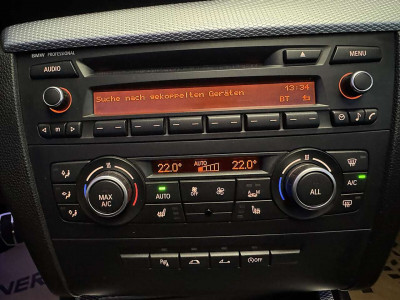 BMW PROFESSIONAL
AUDIO
MENU
13:34
Suche nach gekoppelten Geräten...
BT
22.0°
AUTO
22.0°
MAX
A/C
AUTO
ALL
A/C